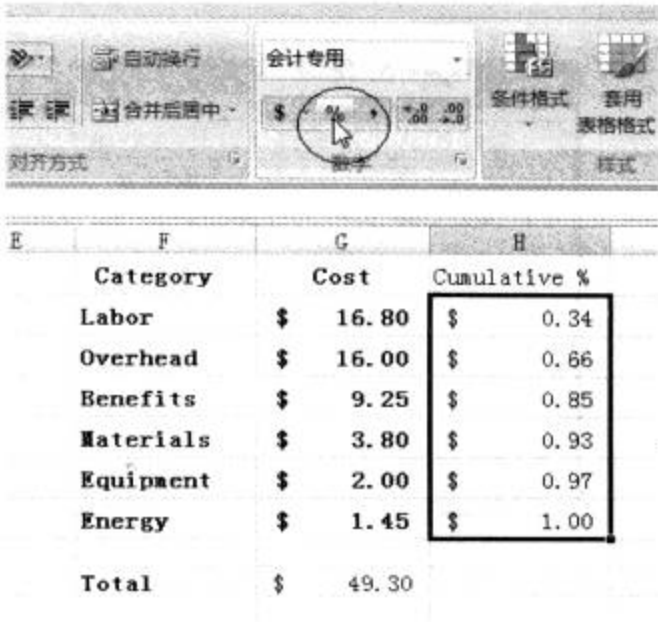 自动换行 会计专用
合并后居中 $ % , 条件格式 套用
表格格式
对齐方式 数字 样式
E F G H
Category Cost Cumulative %
Labor $ 16.80 $ 0.34
Overhead $ 16.00 $ 0.66
Benefits $ 9.25 $ 0.85
Materials $ 3.80 $ 0.93
Equipment $ 2.00 $ 0.97
Energy $ 1.45 $ 1.00
Total $ 49.30